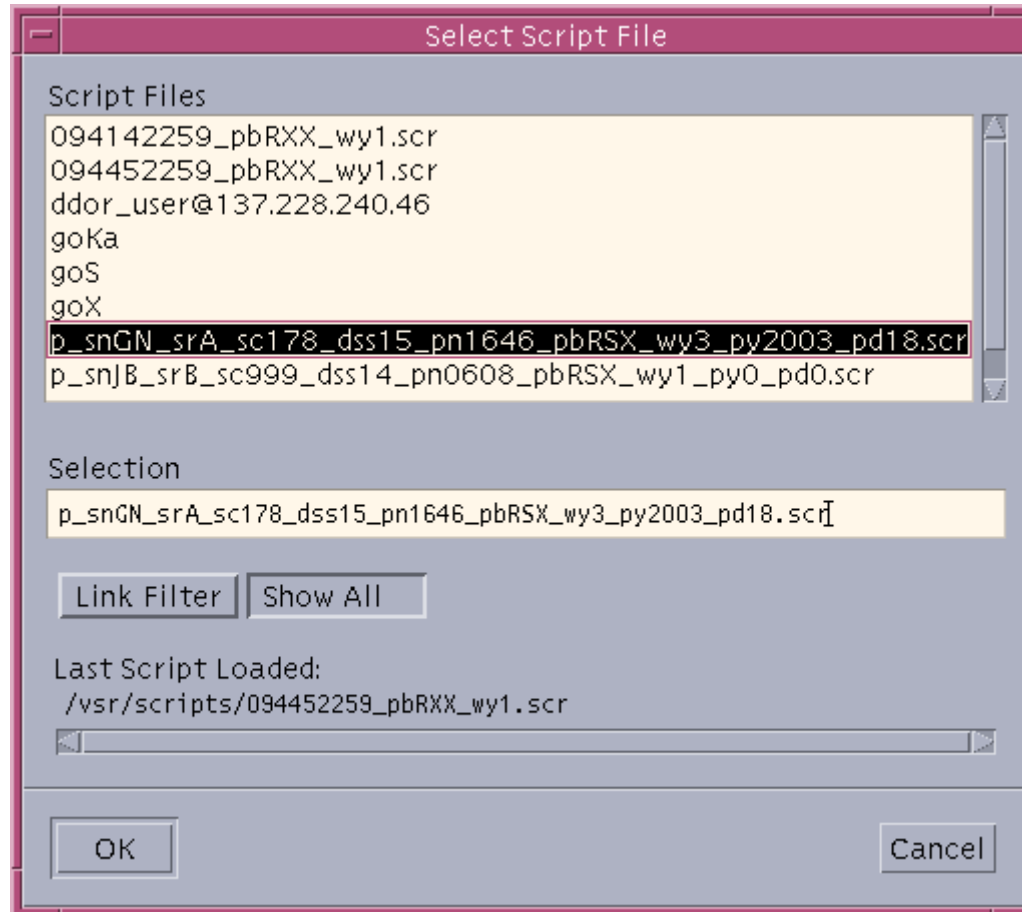 Select Script File
Script Files
094142259_pbRXX_wy1.scr
094452259_pbRXX_wy1.scr
ddor_user@137.228.240.46
goKa
goS
goX
p_snGN_srA_sc178_dss15_pn1646_pbRSX_wy3_py2003_pd18.scr
p_snJB_srB_sc999_dss14_pn0608_pbRSX_wy1_py0_pd0.scr
Selection
p_snGN_srA_sc178_dss15_pn1646_pbRSX_wy3_py2003_pd18.scr
Link Filter Show All
Last Script Loaded:
/vsr/scripts/094452259_pbRXX_wy1.scr
OK Cancel